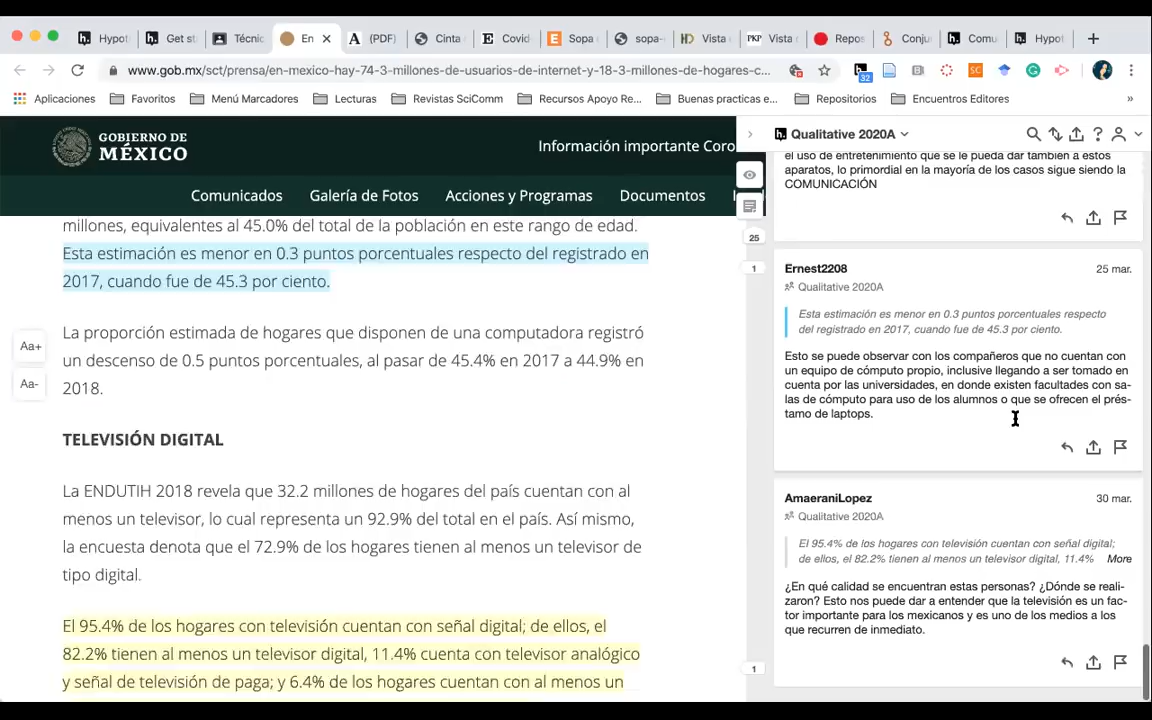 Hypot
Get st
Técnic
En
(PDF)
Cinta
Covid
Sopa
sopa-
Vista
Vista
Repos
Conju
Comu
Hypot
www.gob.mx/sct/prensa/en-mexico-hay-74-3-millones-de-usuarios-de-internet-y-18-3-millones-de-hogares-c...
32
Aplicaciones
Favoritos
Menú Marcadores
Lecturas
Revistas SciComm
Recursos Apoyo Re...
Buenas practicas e...
Repositorios
Encuentros Editores
»
GOBIERNO DE
MÉXICO
Información importante Coro
Comunicados
Galería de Fotos
Acciones y Programas
Documentos
millones, equivalentes al 45.0% del total de la población en este rango de edad.
Esta estimación es menor en 0.3 puntos porcentuales respecto del registrado en
2017, cuando fue de 45.3 por ciento.
Aa+
Aa-
La proporción estimada de hogares que disponen de una computadora registró
un descenso de 0.5 puntos porcentuales, al pasar de 45.4% en 2017 a 44.9% en
2018.
TELEVISIÓN DIGITAL
La ENDUTIH 2018 revela que 32.2 millones de hogares del país cuentan con al
menos un televisor, lo cual representa un 92.9% del total en el país. Así mismo,
la encuesta denota que el 72.9% de los hogares tienen al menos un televisor de
tipo digital.
El 95.4% de los hogares con televisión cuentan con señal digital; de ellos, el
82.2% tienen al menos un televisor digital, 11.4% cuenta con televisor analógico
y señal de televisión de paga; y 6.4% de los hogares cuentan con al menos un
25
1
1
Qualitative 2020A
el uso de entretenimiento que se le pueda dar también a estos
aparatos, lo primordial en la mayoría de los casos sigue siendo la
COMUNICACIÓN
Ernest2208
25 mar.
Qualitative 2020A
Esta estimación es menor en 0.3 puntos porcentuales respecto
del registrado en 2017, cuando fue de 45.3 por ciento.
Esto se puede observar con los compañeros que no cuentan con
un equipo de cómputo propio, inclusive llegando a ser tomado en
cuenta por las universidades, en donde existen facultades con sa-
las de cómputo para uso de los alumnos o que se ofrecen el prés-
tamo de laptops.
AmaeraniLopez
30 mar.
Qualitative 2020A
El 95.4% de los hogares con televisión cuentan con señal digital;
de ellos, el 82.2% tienen al menos un televisor digital, 11.4%
More
¿En qué calidad se encuentran estas personas? ¿Dónde se reali-
zaron? Esto nos puede dar a entender que la televisión es un fac-
tor importante para los mexicanos y es uno de los medios a los
que recurren de inmediato.